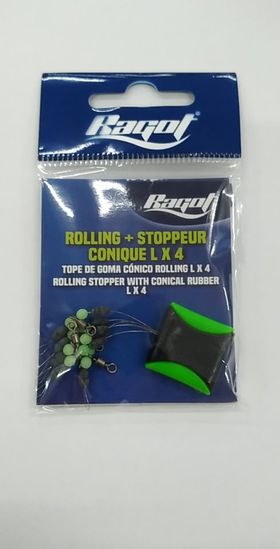 Ragot
Ragot
ROLLING + STOPPEUR
CONIQUE L X 4
TOPE DE GOMA CÓNICO ROLLING L X 4
ROLLING STOPPER WITH CONICAL RUBBER
L X 4